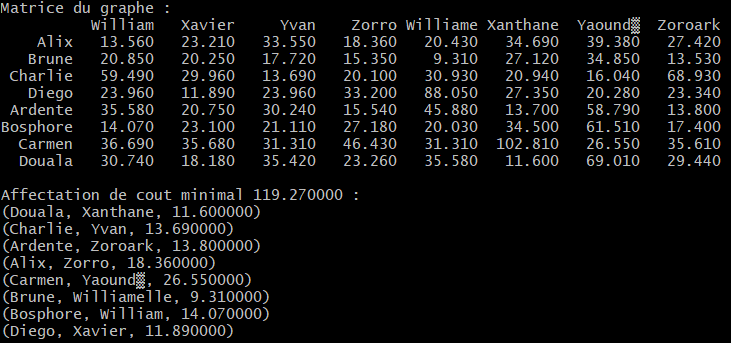 Matrice du graphe :
William Xavier Yvan Zorro Williame Xanthane Yaound▒ Zoroark
Alix 13.560 23.210 33.550 18.360 20.430 34.690 39.380 27.420
Brune 20.850 20.250 17.720 15.350 9.310 27.120 34.850 13.530
Charlie 59.490 29.960 13.690 20.100 30.930 20.940 16.040 68.930
Diego 23.960 11.890 23.960 33.200 88.050 27.350 20.280 23.340
Ardente 35.580 20.750 30.240 15.540 45.880 13.700 58.790 13.800
Bosphore 14.070 23.100 21.110 27.180 20.030 34.500 61.510 17.400
Carmen 36.690 35.680 31.310 46.430 31.310 102.810 26.550 35.610
Douala 30.740 18.180 35.420 23.260 35.580 11.600 69.010 29.440
Affectation de cout minimal 119.270000 :
(Douala, Xanthane, 11.600000)
(Charlie, Yvan, 13.690000)
(Ardente, Zoroark, 13.800000)
(Alix, Zorro, 18.360000)
(Carmen, Yaound▒, 26.550000)
(Brune, Williamelle, 9.310000)
(Bosphore, William, 14.070000)
(Diego, Xavier, 11.890000)